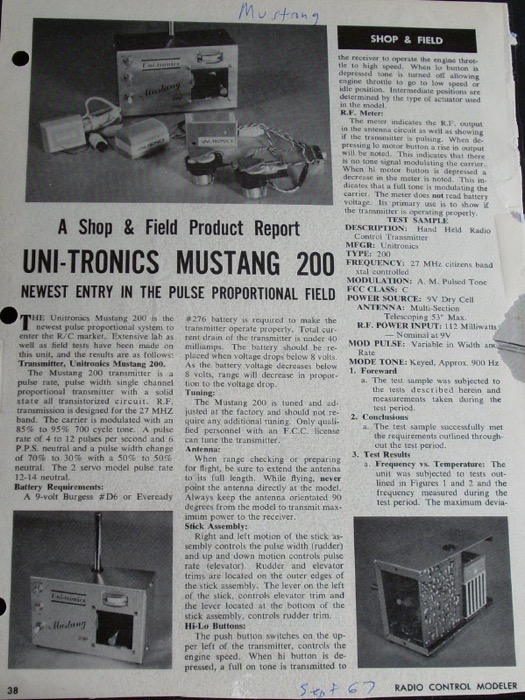 Mustang
SHOP & FIELD
Uni-tronics
Mustang
UNI-TRONICS
A Shop & Field Product Report
UNI-TRONICS MUSTANG 200
NEWEST ENTRY IN THE PULSE PROPORTIONAL FIELD
THE Unitronics Mustang 200 is the
newest pulse proportional system to
enter the R/C market. Extensive lab as
well as field tests have been made on
this unit, and the results are as follows:
Transmitter, Unitronics Mustang 200.
The Mustang 200 transmitter is a
pulse rate, pulse width single channel
proportional transmitter with a solid
state all transistorized circuit. R.F.
transmission is designed for the 27 MHZ
band. The carrier is modulated with an
85% to 95% 700 cycle tone. A pulse
rate of 4 to 12 pulses per second and 6
P.P.S. neutral and a pulse width change
of 70% to 30% with a 50% to 50%
neutral. The 2 servo model pulse rate
12-14 neutral.
Battery Requirements:
A 9-volt Burgess #D6 or Eveready
#276 battery is required to make the
transmitter operate properly. Total cur-
rent drain of the transmitter is under 40
milliamps. The battery should be re-
placed when voltage drops below 8 volts.
As the battery voltage decreases below
8 volts, range will decrease in propor-
tion to the voltage drop.
Tuning:
The Mustang 200 is tuned and ad-
justed at the factory and should not re-
quire any additional tuning. Only quali-
fied personnel with an F.C.C. license
can tune the transmitter.
Antenna:
When range checking or preparing
for flight, be sure to extend the antenna
to its full length. While flying, never
point the antenna directly at the model.
Always keep the antenna orientated 90
degrees from the model to transmit max-
imum power to the receiver.
Stick Assembly:
Right and left motion of the stick as-
sembly controls the pulse width (rudder)
and up and down motion controls pulse
rate (elevator). Rudder and elevator
trims are located on the outer edges of
the stick assembly. The lever on the left
of the stick, controls elevator trim and
the lever located at the bottom of the
stick assembly, controls rudder trim.
Hi-Lo Buttons:
The push button switches on the up-
per left of the transmitter, controls the
engine speed. When hi button is de-
pressed, a full on tone is transmitted to
the receiver to operate the engine throt-
tle to high speed. When lo button is
depressed tone is turned off allowing
engine throttle to go to low speed or
idle position. Intermediate positions are
determined by the type of actuator used
in the model.
R.F. Meter:
The meter indicates the R.F. output
in the antenna circuit as well as showing
if the transmitter is pulsing. When de-
pressing lo motor button a rise in output
will be noted. This indicates that there
is no tone signal modulating the carrier.
When hi motor button is depressed a
decrease in the meter is noted. This in-
dicates that a full tone is modulating the
carrier. The meter does not read battery
voltage. Its primary use is to show if
the transmitter is operating properly.
TEST SAMPLE
DESCRIPTION: Hand Held Radio
Control Transmitter
MFGR: Unitronics
TYPE: 200
FREQUENCY: 27 MHz citizens band
xtal controlled
MODULATION: A. M. Pulsed Tone
FCC CLASS: C
POWER SOURCE: 9V Dry Cell
ANTENNA: Multi-Section
Telescoping 53" Max.
R.F. POWER INPUT: 112 Milliwatts
— Nominal at 9V
MOD PULSE: Variable in Width and
Rate
MODE TONE: Keyed, Approx. 900 Hz
1. Foreward
a. The test sample was subjected to
the tests described herein and
measurements taken during the
test period.
2. Conclusions
a. The test sample successfully met
the requirements outlined through-
out the test period.
3. Test Results
a. Frequency vs. Temperature: The
unit was subjected to tests out-
lined in Figures 1 and 2 and the
frequency measured during the
test period. The maximum devia-
Uni-tronics
Mustang
38
Sept 67
RADIO CONTROL MODELER